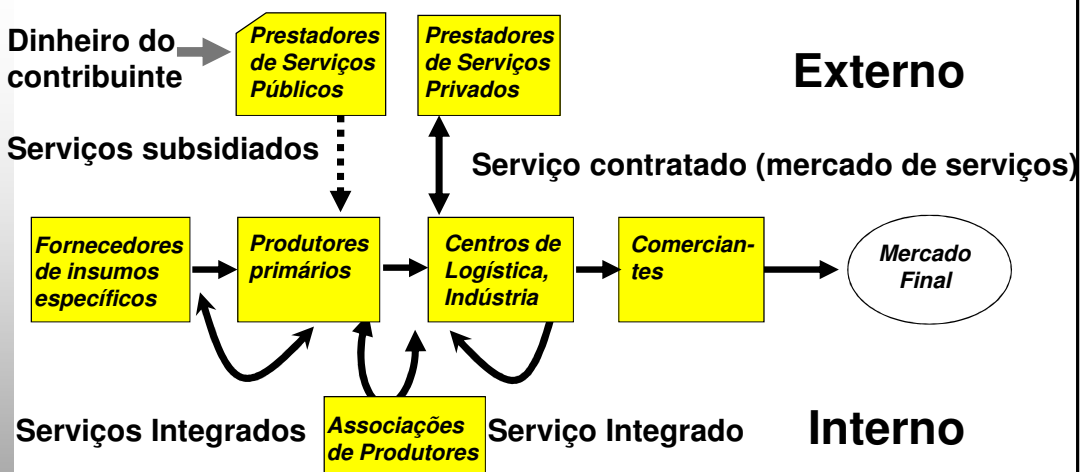 Dinheiro do
contribuinte
Prestadores
de Serviços
Públicos
Prestadores
de Serviços
Privados
Externo
Serviços subsidiados
Serviço contratado (mercado de serviços)
Fornecedores
de insumos
específicos
Produtores
primários
Centros de
Logística,
Indústria
Comercian-
tes
Mercado
Final
Serviços Integrados
Associações
de Produtores
Serviço Integrado
Interno